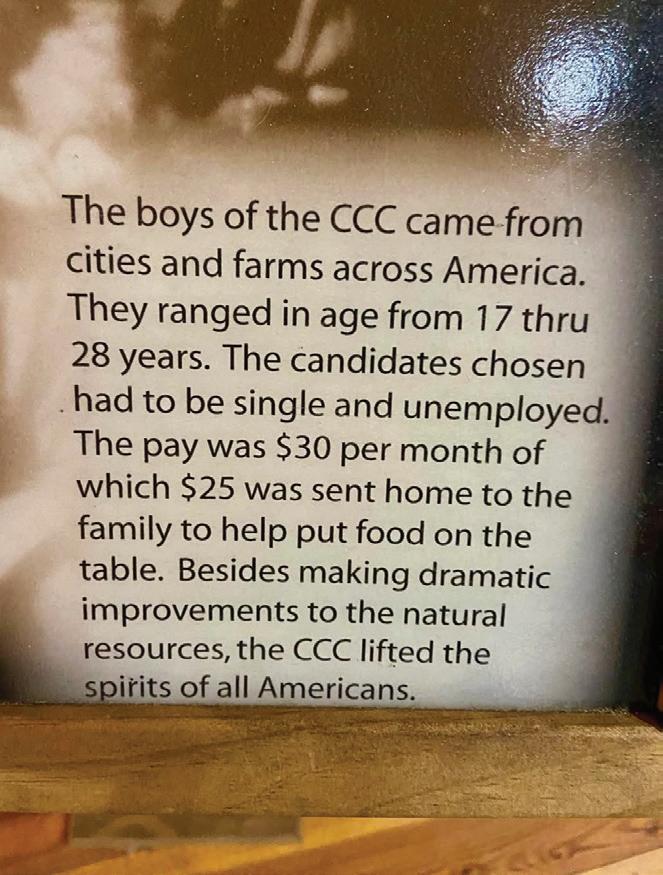 The boys of the CCC came from
cities and farms across America.
They ranged in age from 17 thru
28 years. The candidates chosen
had to be single and unemployed.
The pay was $30 per month of
which $25 was sent home to the
family to help put food on the
table. Besides making dramatic
improvements to the natural
resources, the CCC lifted the
spirits of all Americans.